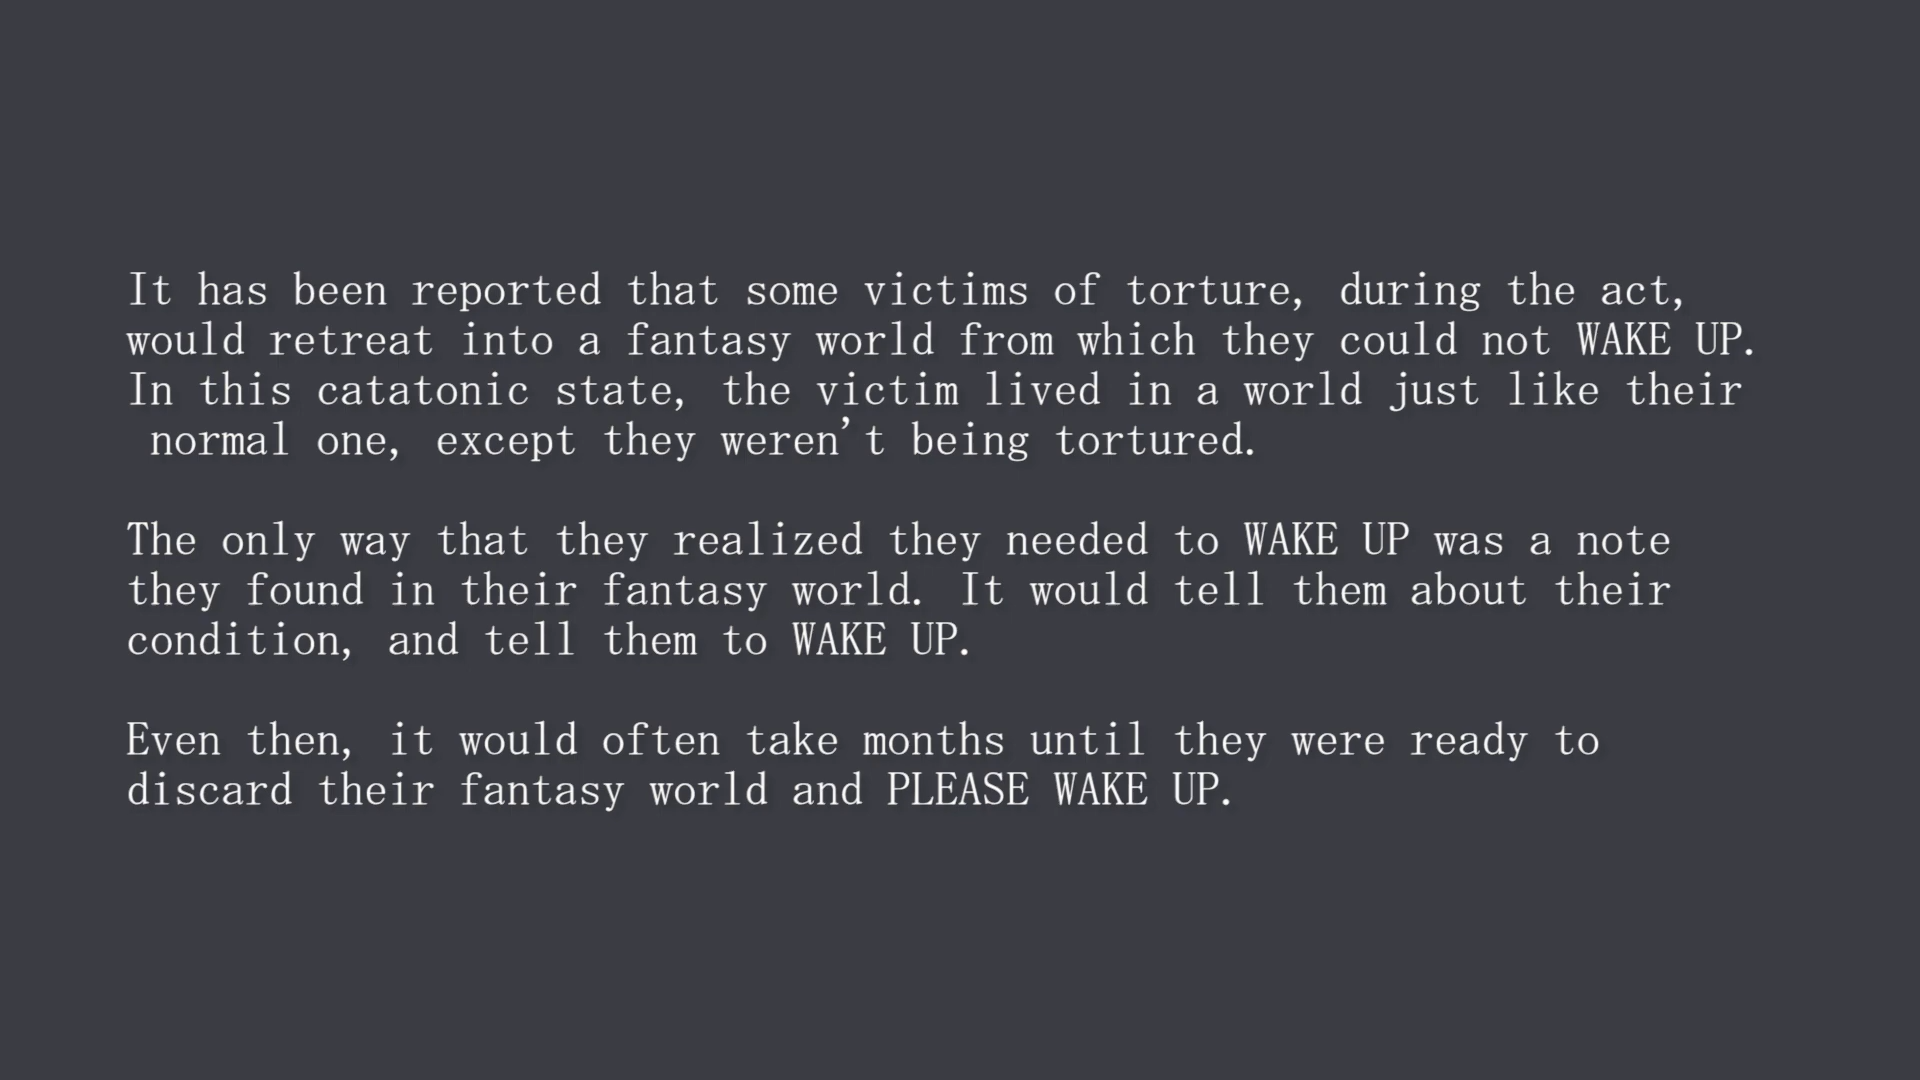 It has been reported that some victims of torture, during the act,
would retreat into a fantasy world from which they could not WAKE UP.
In this catatonic state, the victim lived in a world just like their
normal one, except they weren't being tortured.
The only way that they realized they needed to WAKE UP was a note
they found in their fantasy world. It would tell them about their
condition, and tell them to WAKE UP.
Even then, it would often take months until they were ready to
discard their fantasy world and PLEASE WAKE UP.